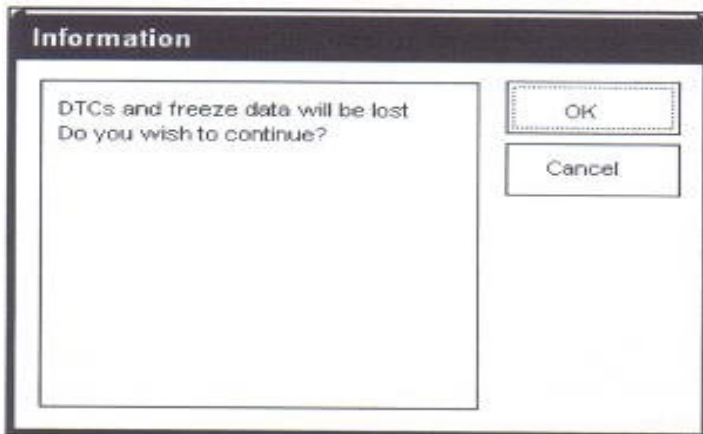 Information
DTCs and freeze data will be lost
Do you wish to continue?
OK
Cancel